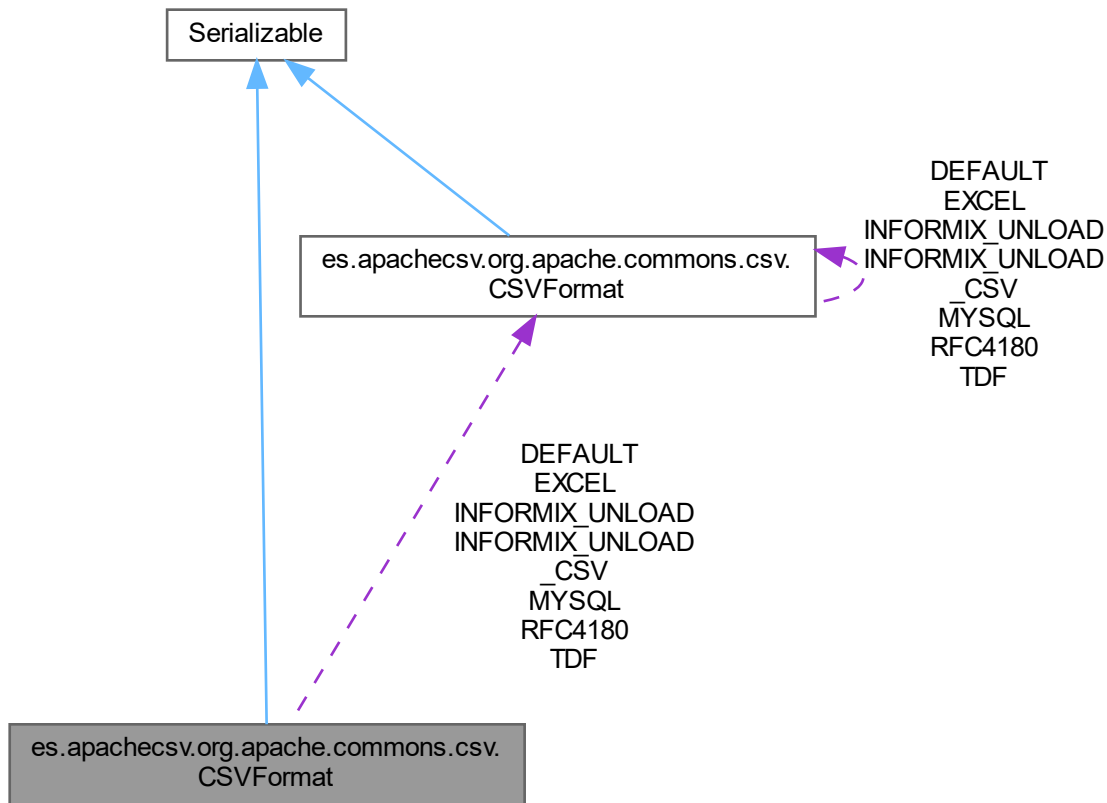 Serializable
es.apachecsv.org.apache.commons.csv.
CSVFormat
DEFAULT
EXCEL
INFORMIX_UNLOAD
INFORMIX_UNLOAD
_CSV
MYSQL
RFC4180
TDF
DEFAULT
EXCEL
INFORMIX_UNLOAD
INFORMIX_UNLOAD
_CSV
MYSQL
RFC4180
TDF
es.apachecsv.org.apache.commons.csv.
CSVFormat